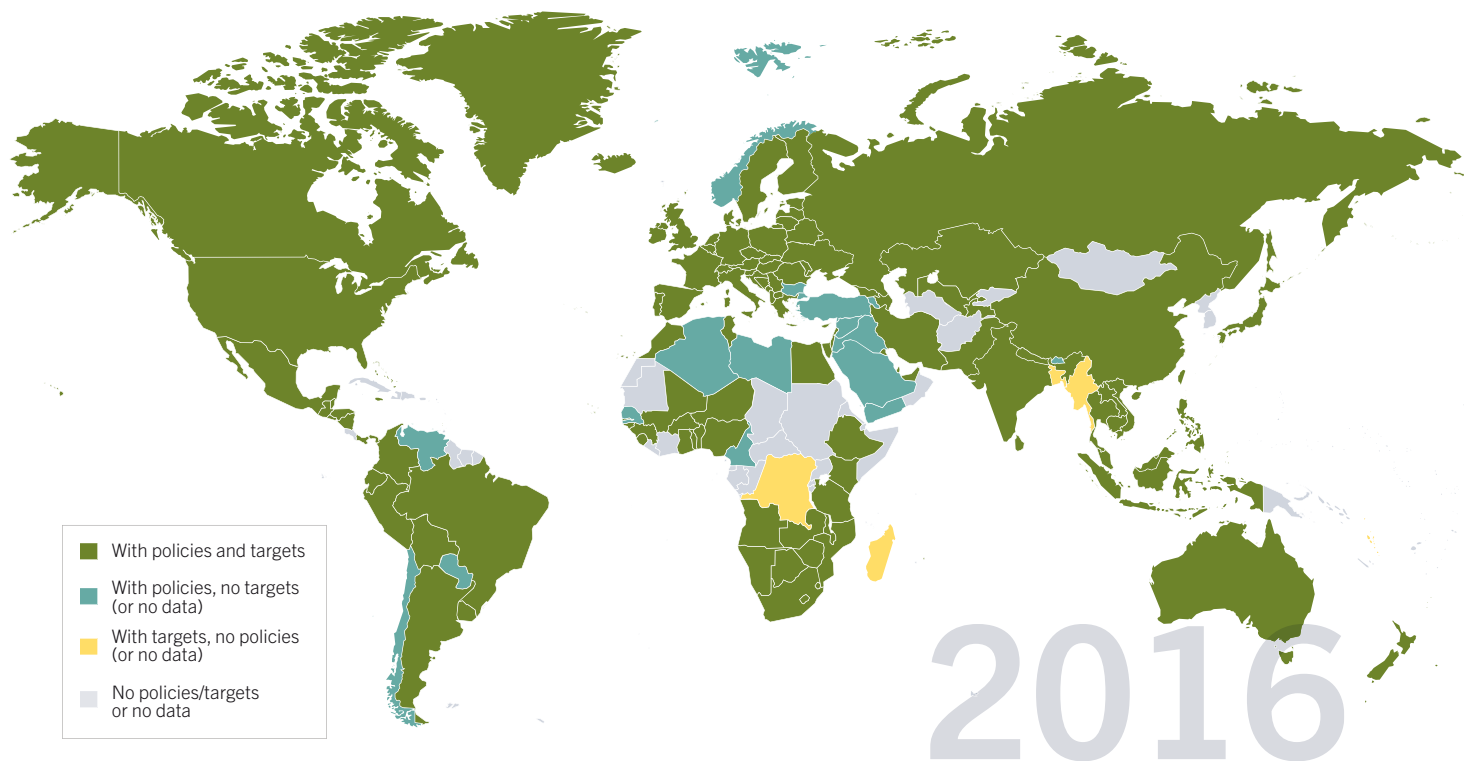 With policies and targets
With policies, no targets
(or no data)
With targets, no policies
(or no data)
No policies/targets
or no data
2016